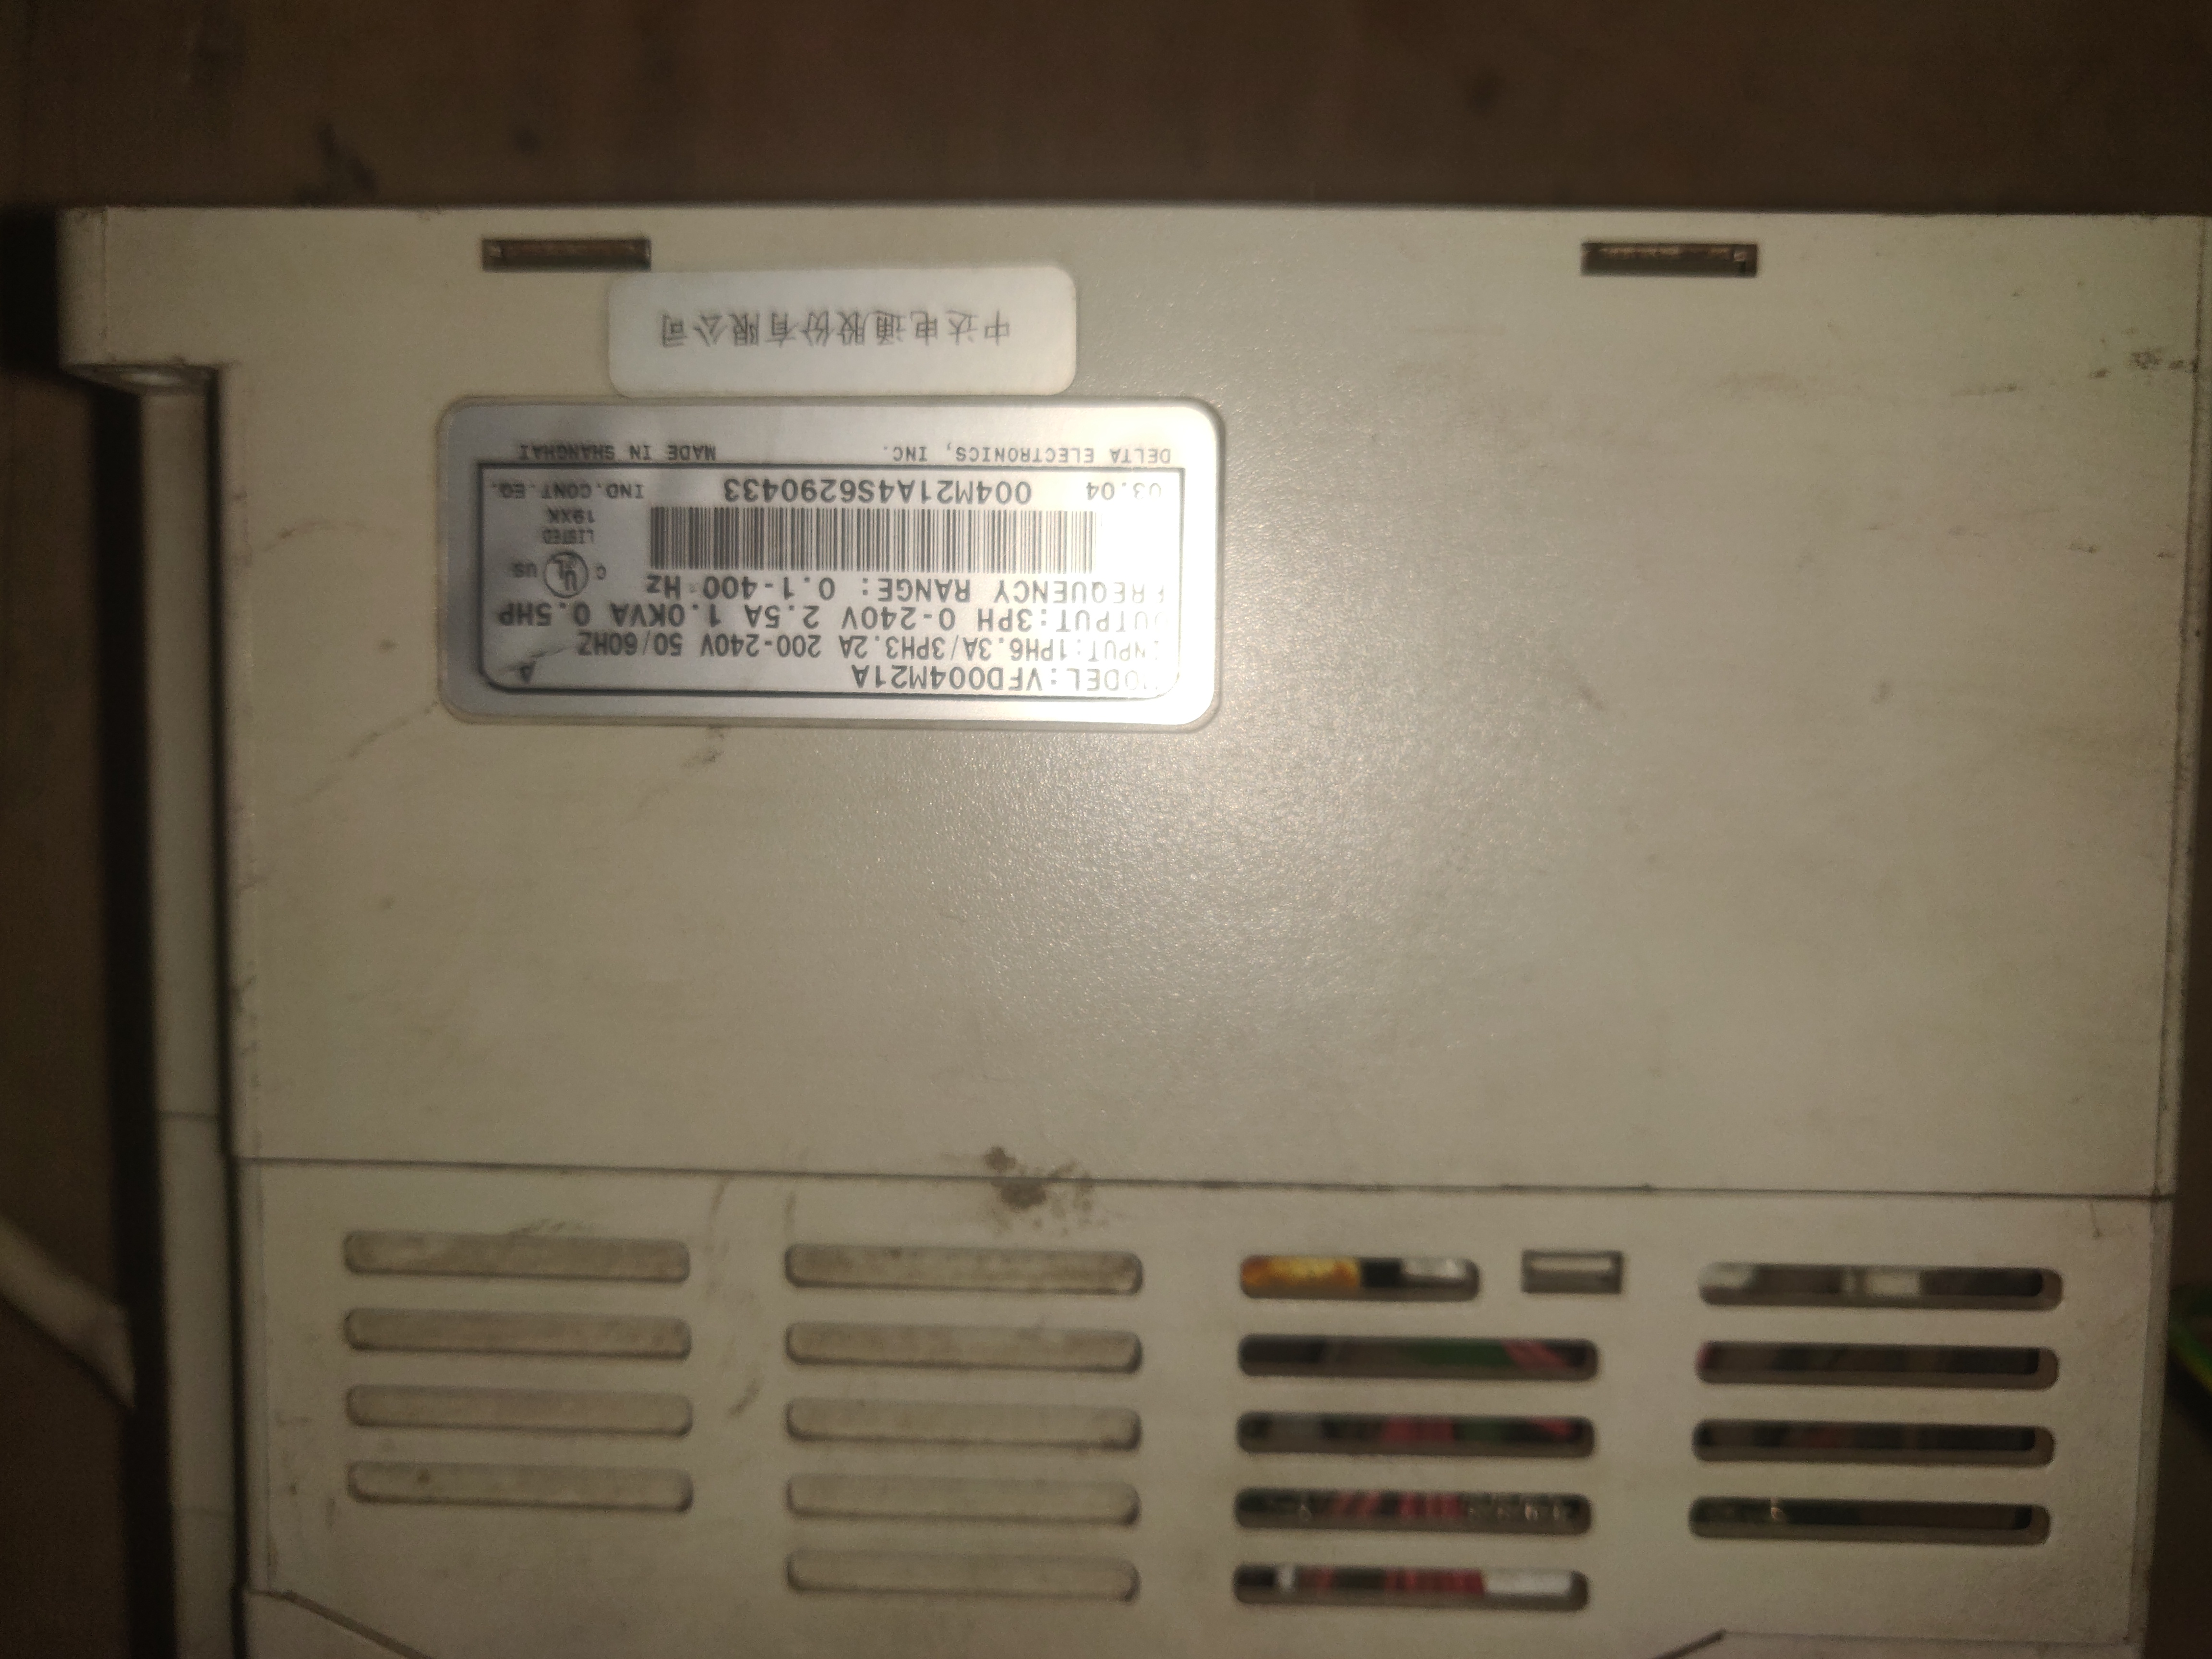 MODEL:VFD004M21A A
INPUT:1PH6.3A/3PH3.2A 200-240V 50/60HZ
OUTPUT:3PH 0-240V 2.5A 1.0KVA 0.5HP
FREQUENCY RANGE: 0.1-400 Hz
C UL US
LISTED
19XK
03.04 004M21A4S6290433 IND.CONT.EQ.
DELTA ELECTRONICS, INC. MADE IN SHANGHAI
中达电通股份有限公司